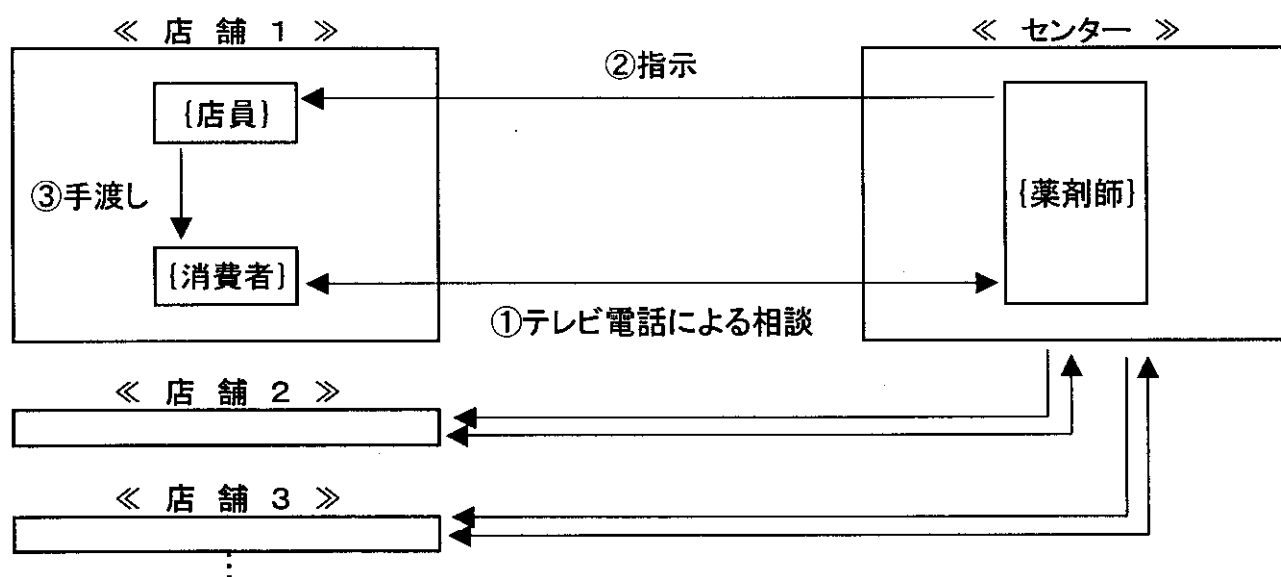 ≪ 店 舗 1 ≫
≪ センター ≫
②指示
{店員}
③手渡し
{薬剤師}
{消費者}
①テレビ電話による相談
≪ 店 舗 2 ≫
≪ 店 舗 3 ≫